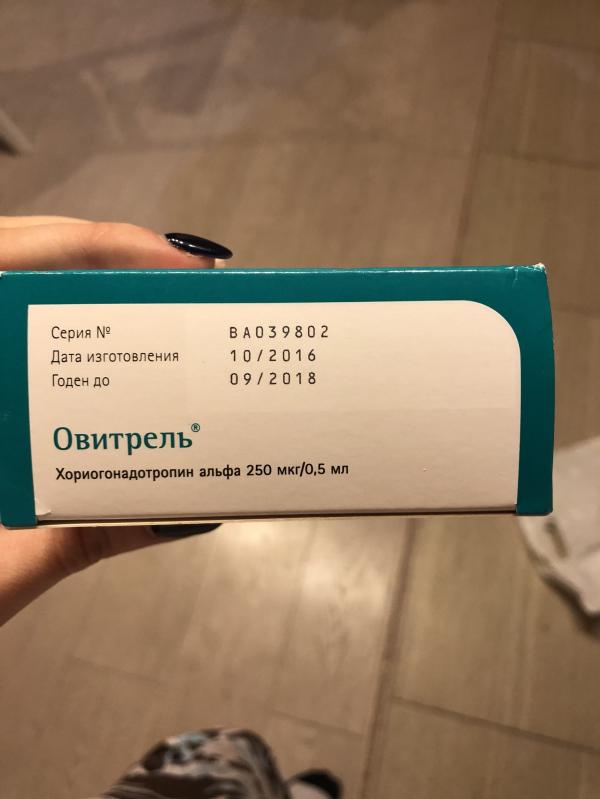 Серия № BA039802
Дата изготовления 10/2016
Годен до 09/2018
Овитрель®
Хориогонадотропин альфа 250 мкг/0,5 мл